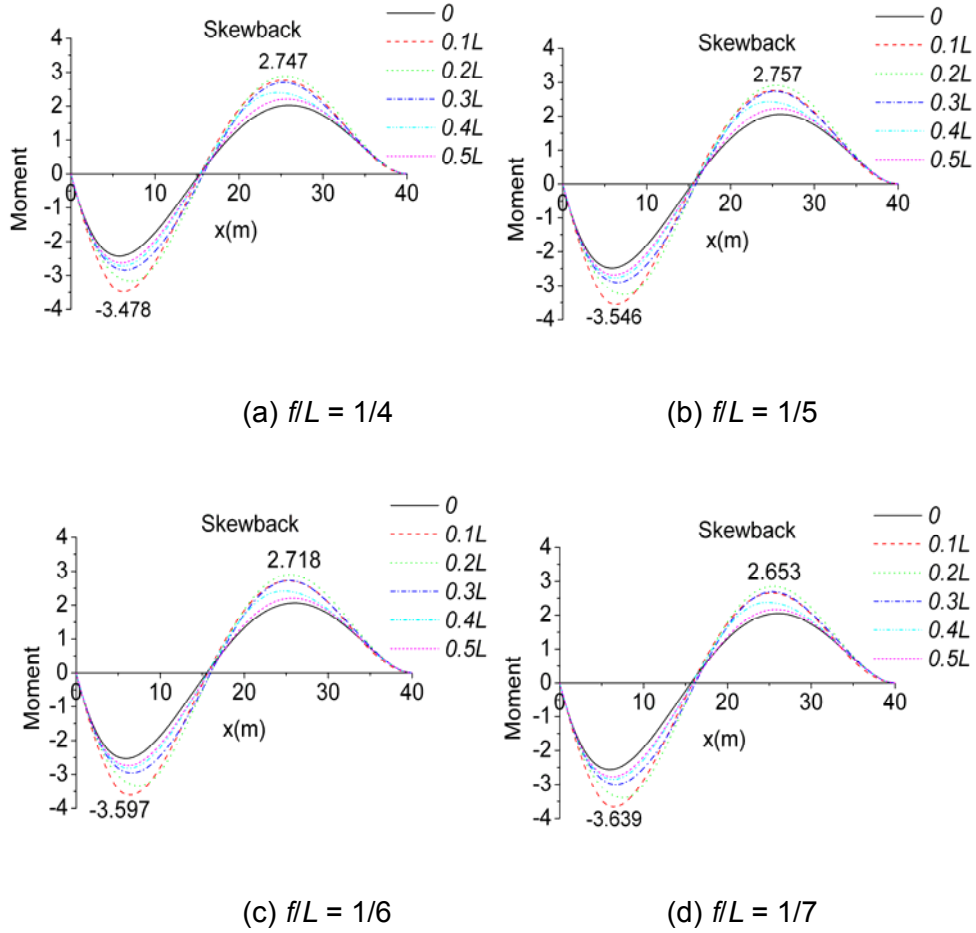 Skewback
0
0.1L
0.2L
0.3L
0.4L
0.5L
2.747
4
3
2
1
0
-1
-2
-3
-4
Moment
0 10 20 30 40
x(m)
-3.478
(a) f/L = 1/4
Skewback
0
0.1L
0.2L
0.3L
0.4L
0.5L
2.757
4
3
2
1
0
-1
-2
-3
-4
Moment
0 10 20 30 40
x(m)
-3.546
(b) f/L = 1/5
Skewback
0
0.1L
0.2L
0.3L
0.4L
0.5L
2.718
4
3
2
1
0
-1
-2
-3
-4
Moment
0 10 20 30 40
x(m)
-3.597
(c) f/L = 1/6
Skewback
0
0.1L
0.2L
0.3L
0.4L
0.5L
2.653
4
3
2
1
0
-1
-2
-3
-4
Moment
0 10 20 30 40
x(m)
-3.639
(d) f/L = 1/7